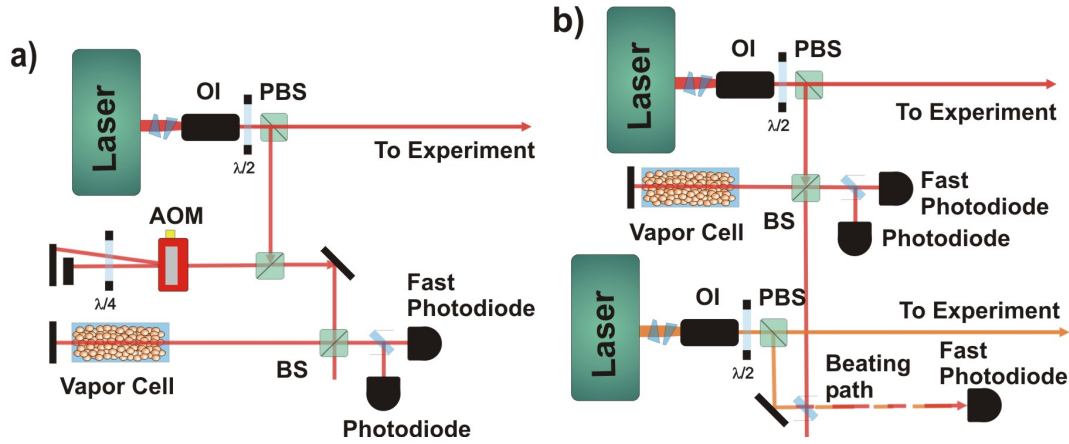 a)
Laser
OI
PBS
λ/2
To Experiment
AOM
λ/4
Fast
Photodiode
Vapor Cell
BS
Photodiode
b)
Laser
OI
PBS
λ/2
To Experiment
Vapor Cell
BS
Fast
Photodiode
Photodiode
Laser
OI
PBS
λ/2
To Experiment
Beating
path
Fast
Photodiode